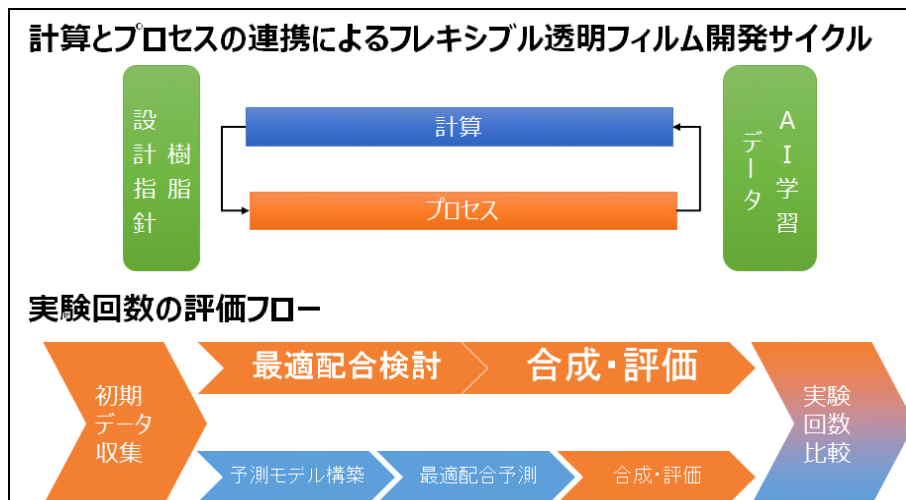 計算とプロセスの連携によるフレキシブル透明フィルム開発サイクル
樹脂
設計指針
計算
プロセス
AI学習
データ
実験回数の評価フロー
初期
データ
収集
最適配合検討
合成・評価
予測モデル構築
最適配合予測
合成・評価
実験
回数
比較